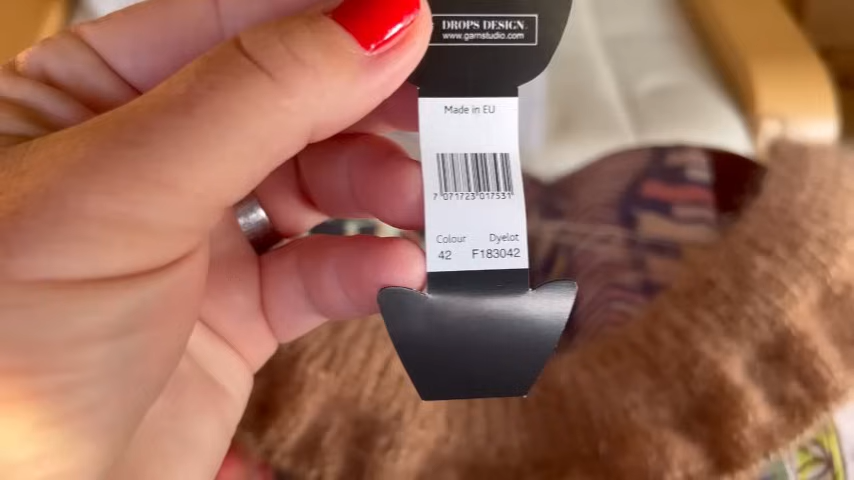 DROPS DESIGN
www.garnstudio.com
Made in EU
7 071723 017531
Colour Dyelot
42 F183042